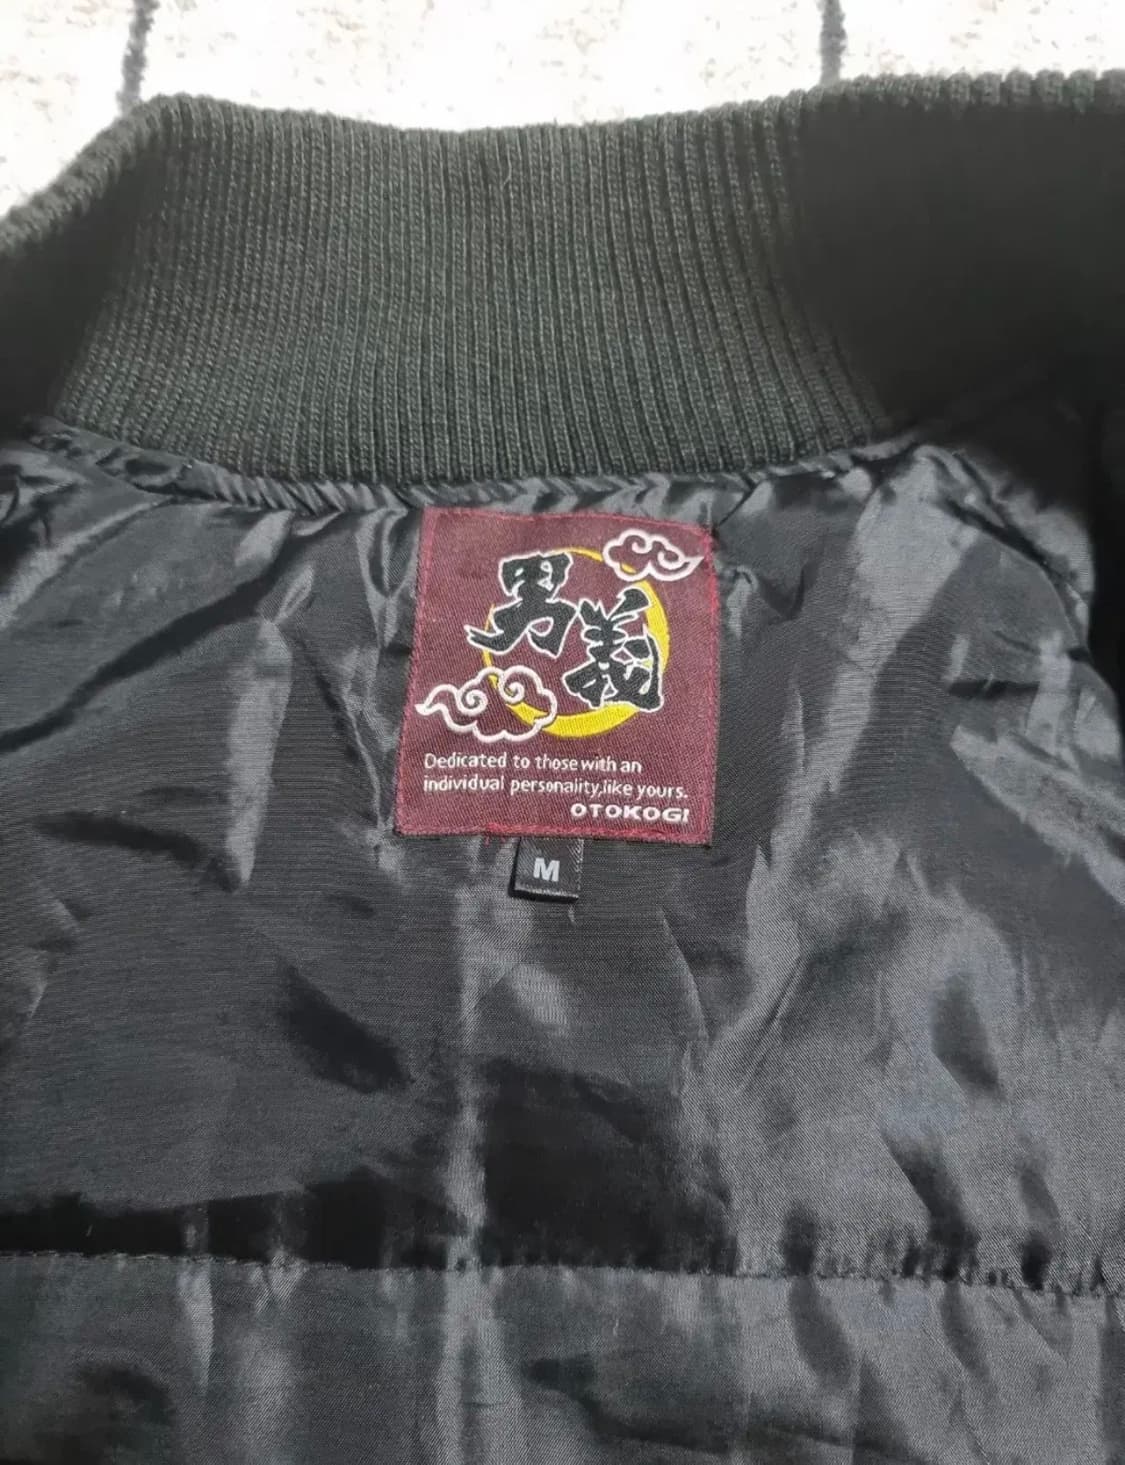 男義
Dedicated to those with an
individual personality,like yours.
OTOKOGI
M